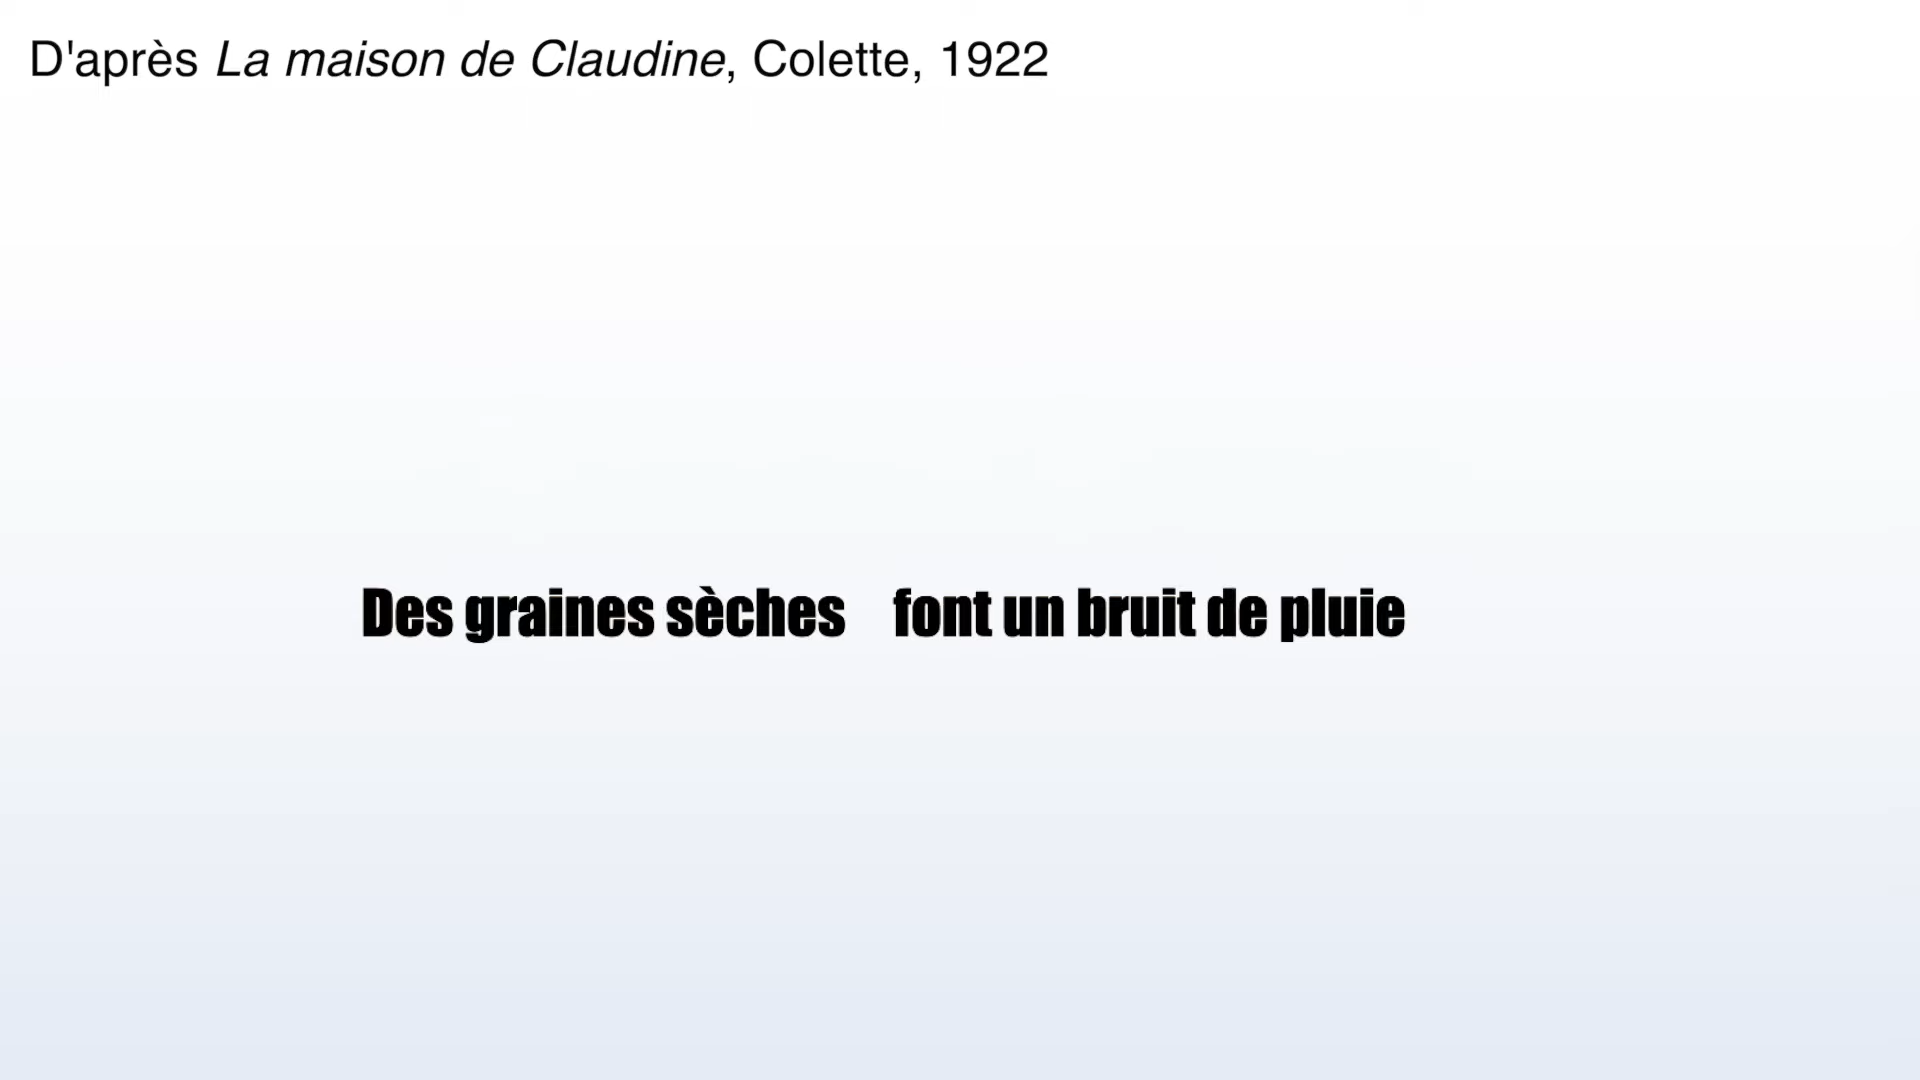 D'après La maison de Claudine, Colette, 1922
Des graines sèches font un bruit de pluie